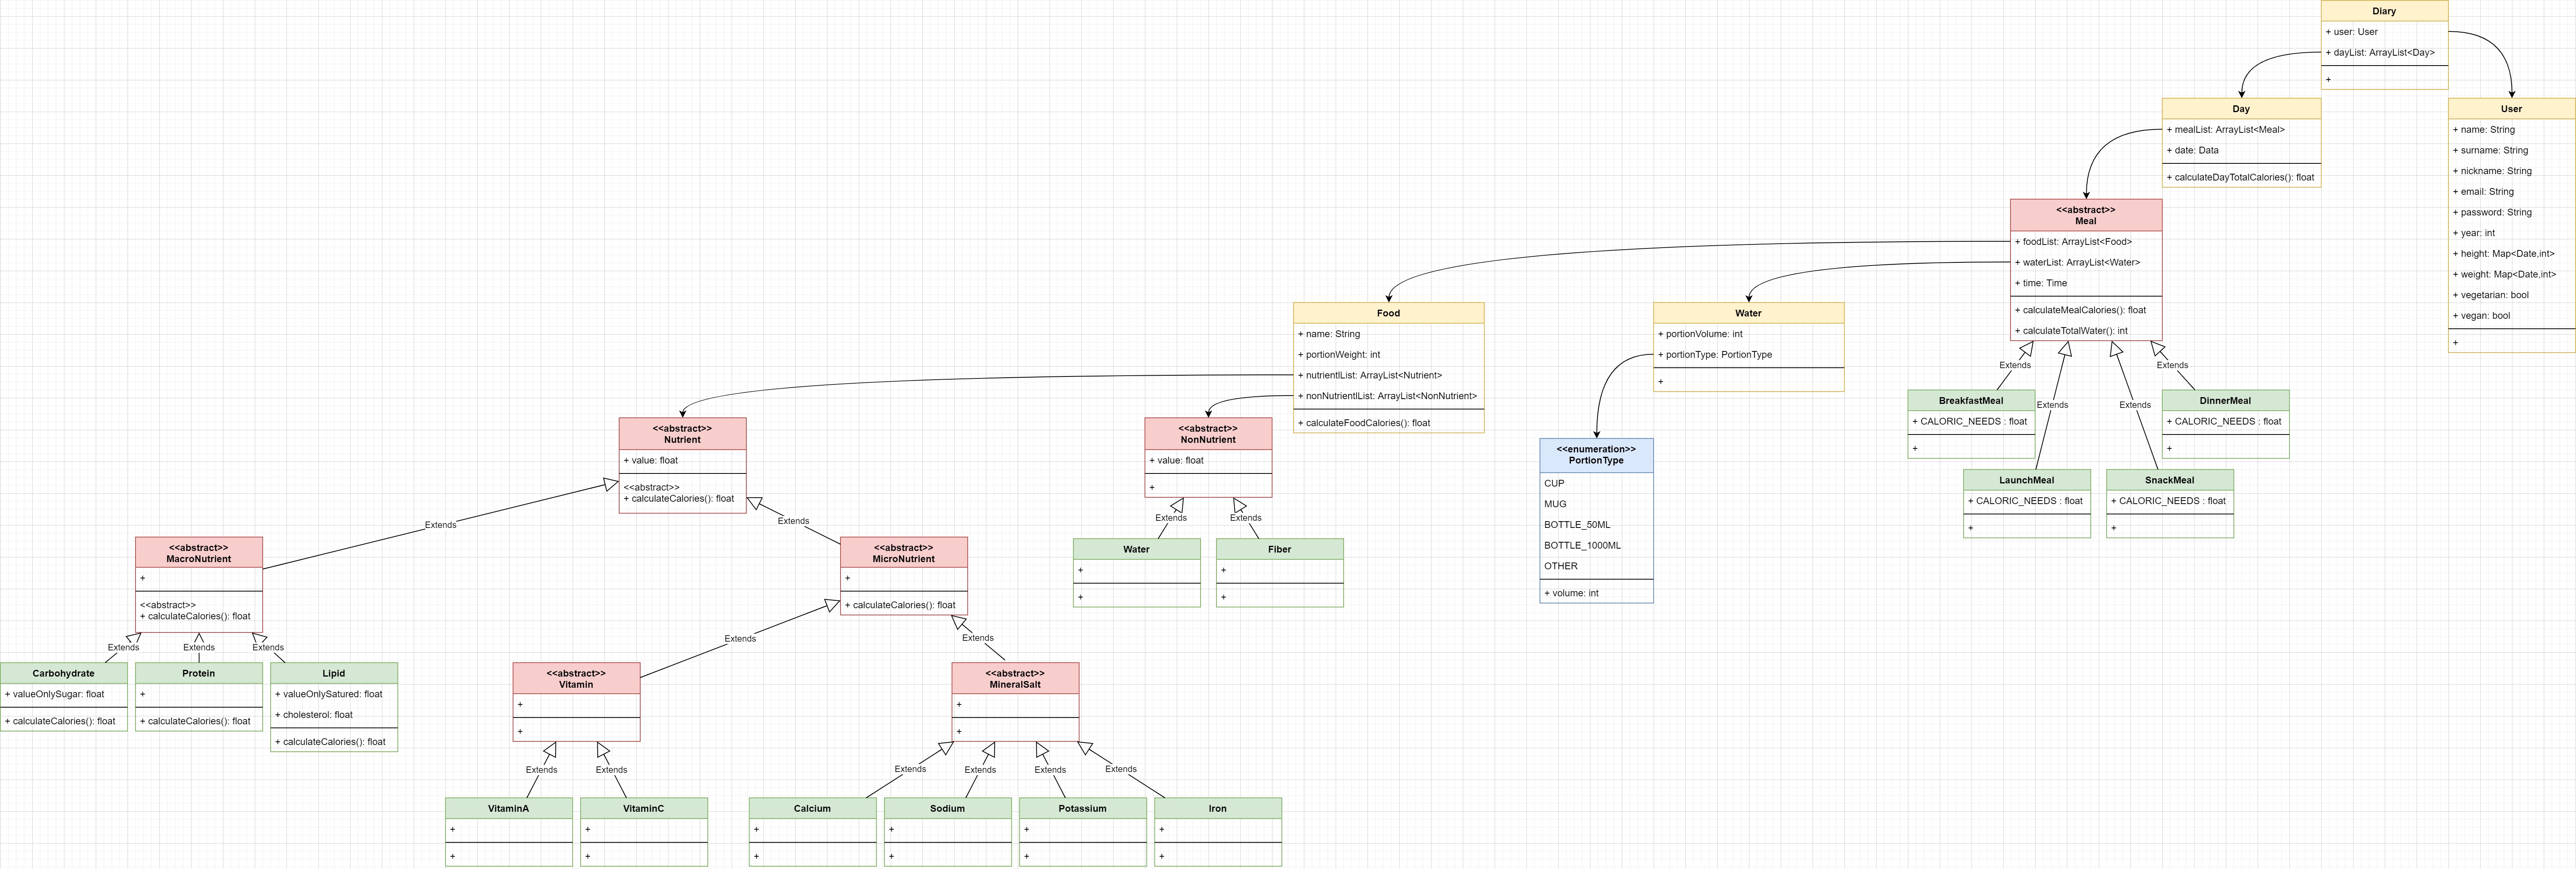 Diary
+ user: User
+ dayList: ArrayList<Day>
+
Day
+ mealList: ArrayList<Meal>
+ date: Data
+ calculateDayTotalCalories(): float
User
+ name: String
+ surname: String
+ nickname: String
+ email: String
+ password: String
+ year: int
+ height: Map<Date,int>
+ weight: Map<Date,int>
+ vegetarian: bool
+ vegan: bool
+
<<abstract>>
Meal
+ foodList: ArrayList<Food>
+ waterList: ArrayList<Water>
+ time: Time
+ calculateMealCalories(): float
+ calculateTotalWater(): int
Food
+ name: String
+ portionWeight: int
+ nutrientlList: ArrayList<Nutrient>
+ nonNutrientlList: ArrayList<NonNutrient>
+ calculateFoodCalories(): float
Water
+ portionVolume: int
+ portionType: PortionType
+
Extends
Extends
Extends
Extends
BreakfastMeal
+ CALORIC_NEEDS : float
+
DinnerMeal
+ CALORIC_NEEDS : float
+
LaunchMeal
+ CALORIC_NEEDS : float
+
SnackMeal
+ CALORIC_NEEDS : float
+
<<abstract>>
Nutrient
+ value: float
<<abstract>>
+ calculateCalories(): float
<<abstract>>
NonNutrient
+ value: float
+
<<enumeration>>
PortionType
CUP
MUG
BOTTLE_50ML
BOTTLE_1000ML
OTHER
+ volume: int
Extends
Extends
Extends
Extends
<<abstract>>
MacroNutrient
+
<<abstract>>
+ calculateCalories(): float
<<abstract>>
MicroNutrient
+
+ calculateCalories(): float
Water
+
+
Fiber
+
+
Extends
Extends
Extends
Extends
Extends
Carbohydrate
+ valueOnlySugar: float
+ calculateCalories(): float
Protein
+
+ calculateCalories(): float
Lipid
+ valueOnlySatured: float
+ cholesterol: float
+ calculateCalories(): float
<<abstract>>
Vitamin
+
+
<<abstract>>
MineralSalt
+
+
Extends
Extends
Extends
Extends
Extends
Extends
VitaminA
+
+
VitaminC
+
+
Calcium
+
+
Sodium
+
+
Potassium
+
+
Iron
+
+